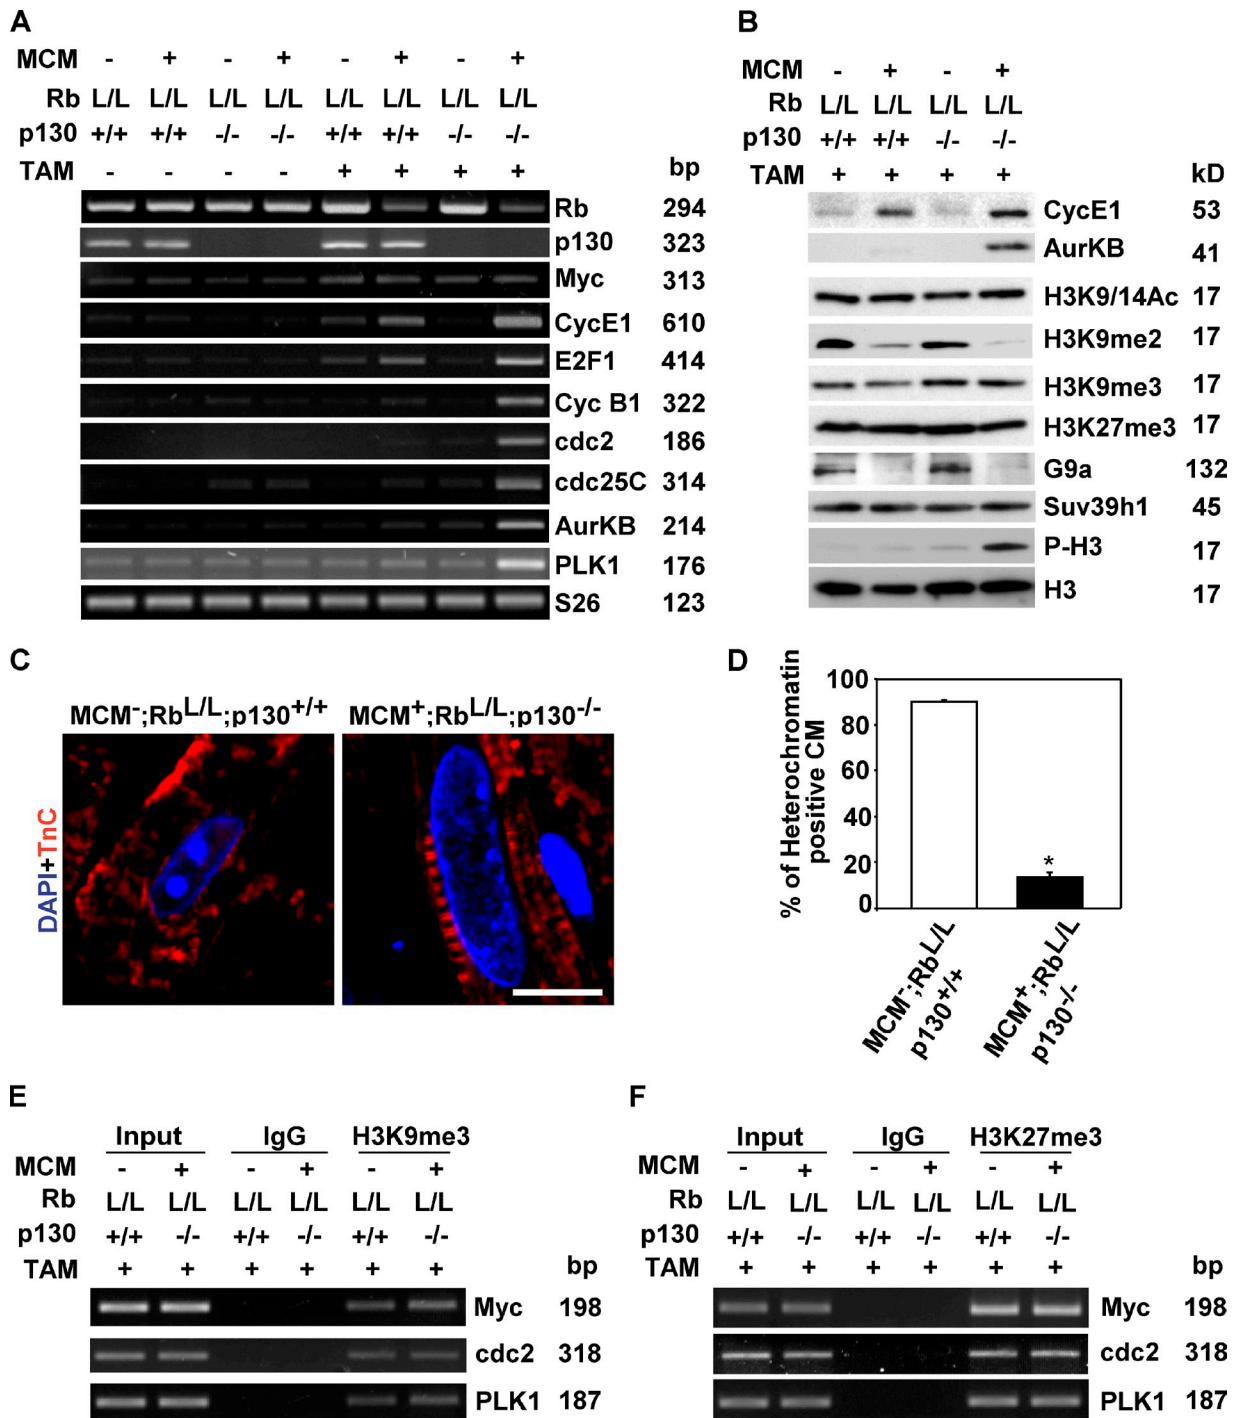 A
MCM - + - + - + - +
Rb L/L L/L L/L L/L L/L L/L L/L L/L
p130 +/+ +/+ -/- -/- +/+ +/+ -/- -/-
TAM - - - - + + + + bp
Rb 294
p130 323
Myc 313
CycE1 610
E2F1 414
Cyc B1 322
cdc2 186
cdc25C 314
AurKB 214
PLK1 176
S26 123
B
MCM - + - +
Rb L/L L/L L/L L/L
p130 +/+ +/+ -/- -/-
TAM + + + + kD
CycE1 53
AurKB 41
H3K9/14Ac 17
H3K9me2 17
H3K9me3 17
H3K27me3 17
G9a 132
Suv39h1 45
P-H3 17
H3 17
C
MCM-;RbL/L;p130+/+ MCM+;RbL/L;p130-/-
DAPI+TnC
D
% of Heterochromatin
positive CM
100
80
60
40
20
0
*
MCM-;RbL/L
p130+/+
MCM+;RbL/L
p130-/-
E
Input IgG H3K9me3
MCM - + - + - +
Rb L/L L/L L/L L/L L/L L/L
p130 +/+ -/- +/+ -/- +/+ -/-
TAM + + + + + + bp
Myc 198
cdc2 318
PLK1 187
F
Input IgG H3K27me3
MCM - + - + - +
Rb L/L L/L L/L L/L L/L L/L
p130 +/+ -/- +/+ -/- +/+ -/-
TAM + + + + + + bp
Myc 198
cdc2 318
PLK1 187